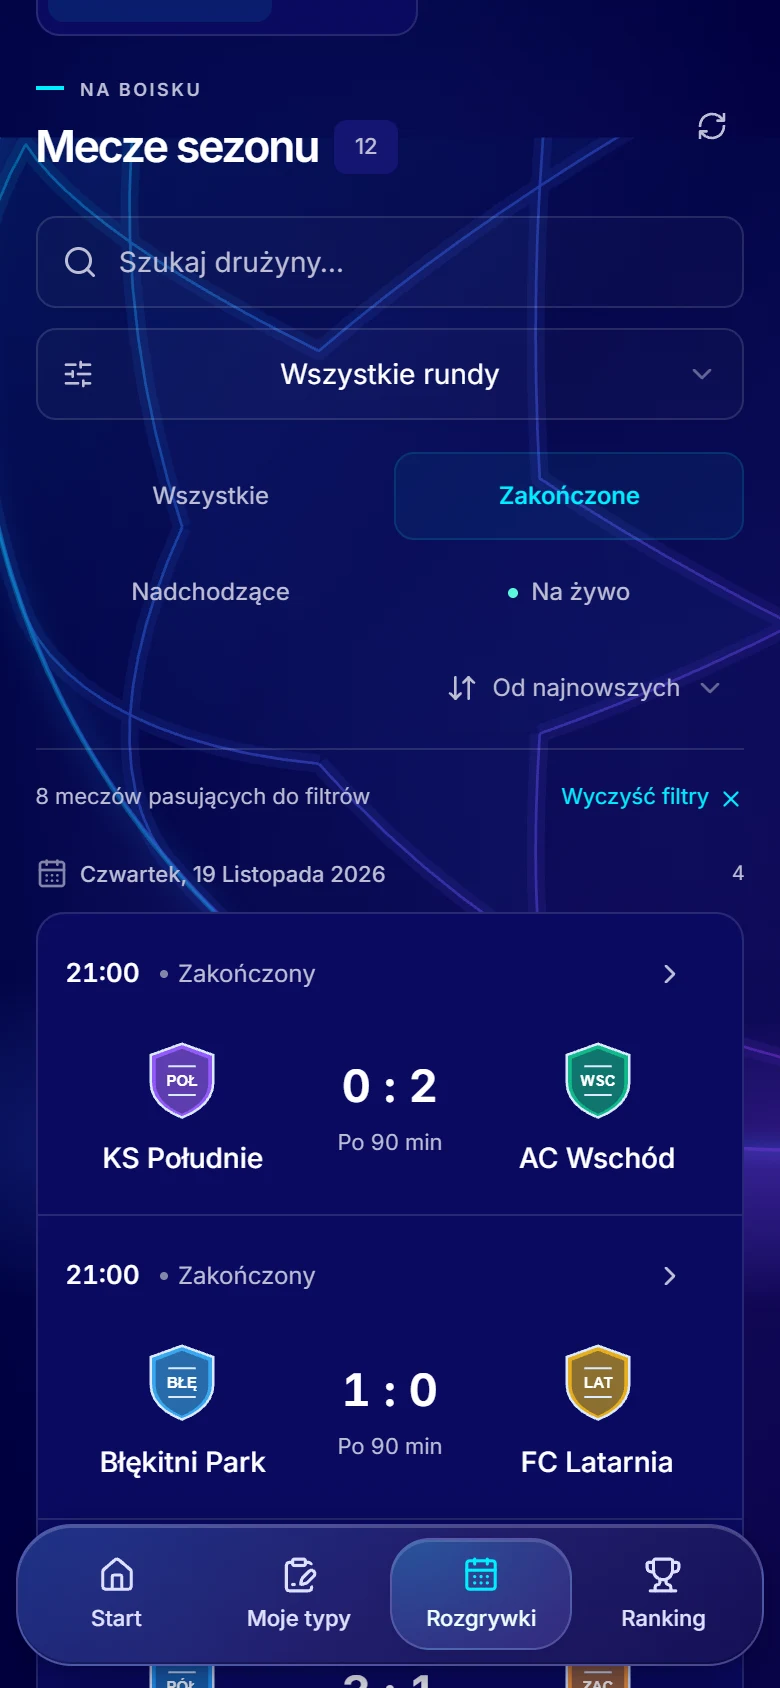 NA BOISKU
Mecze sezonu 12
Szukaj drużyny...
Wszystkie rundy
Wszystkie Zakończone
Nadchodzące Na żywo
Od najnowszych
8 meczów pasujących do filtrów Wyczyść filtry
Czwartek, 19 Listopada 2026 4
21:00 • Zakończony
POŁ 0 : 2 WSC
Po 90 min
KS Południe AC Wschód
21:00 • Zakończony
BŁĘ 1 : 0 LAT
Po 90 min
Błękitni Park FC Latarnia
Start Moje typy Rozgrywki Ranking
PÓŁ ZAC